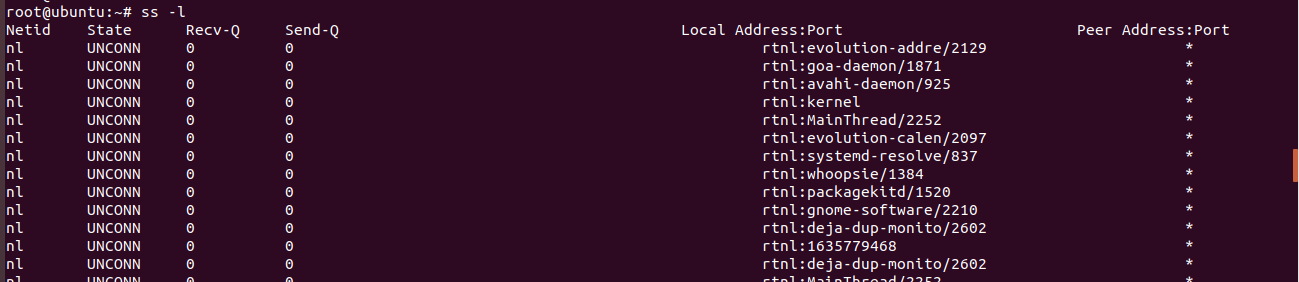 root@ubuntu:~# ss -l
Netid State Recv-Q Send-Q Local Address:Port Peer Address:Port
nl UNCONN 0 0 rtnl:evolution-addre/2129 *
nl UNCONN 0 0 rtnl:goa-daemon/1871 *
nl UNCONN 0 0 rtnl:avahi-daemon/925 *
nl UNCONN 0 0 rtnl:kernel *
nl UNCONN 0 0 rtnl:MainThread/2252 *
nl UNCONN 0 0 rtnl:evolution-calen/2097 *
nl UNCONN 0 0 rtnl:systemd-resolve/837 *
nl UNCONN 0 0 rtnl:whoopsie/1384 *
nl UNCONN 0 0 rtnl:packagekitd/1520 *
nl UNCONN 0 0 rtnl:gnome-software/2210 *
nl UNCONN 0 0 rtnl:deja-dup-monito/2602 *
nl UNCONN 0 0 rtnl:1635779468 *
nl UNCONN 0 0 rtnl:deja-dup-monito/2602 *
nl UNCONN 0 0 rtnl:MainThread/2252 *